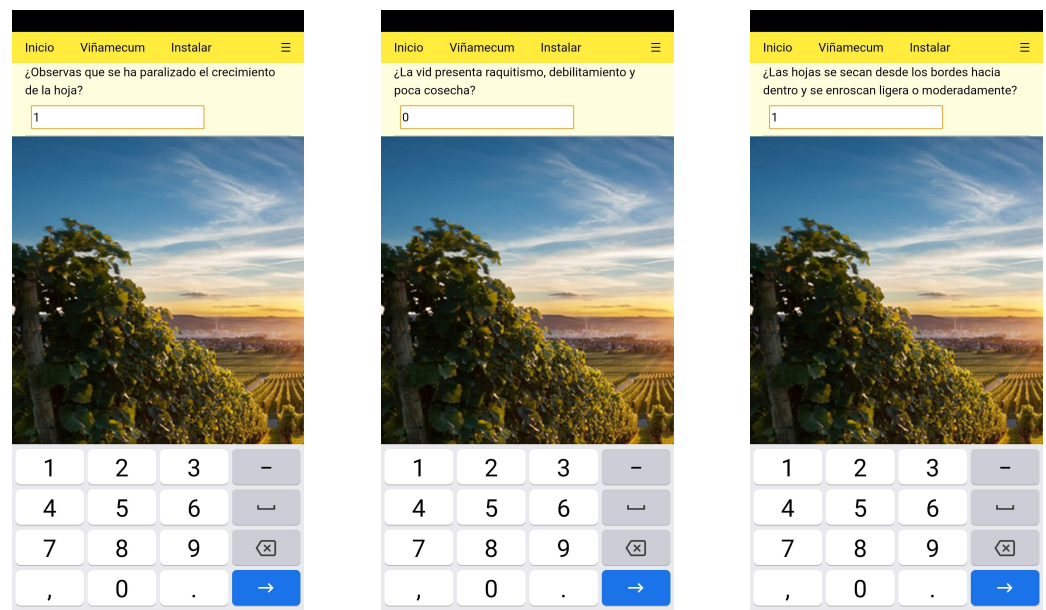 Inicio Viñamecum Instalar ☰
¿Observas que se ha paralizado el crecimiento
de la hoja?
1
1 2 3 –
4 5 6
7 8 9
, 0 . →
Inicio Viñamecum Instalar ☰
¿La vid presenta raquitismo, debilitamiento y
poca cosecha?
0
1 2 3 –
4 5 6
7 8 9
, 0 . →
Inicio Viñamecum Instalar ☰
¿Las hojas se secan desde los bordes hacia
dentro y se enroscan ligera o moderadamente?
1
1 2 3 –
4 5 6
7 8 9
, 0 . →